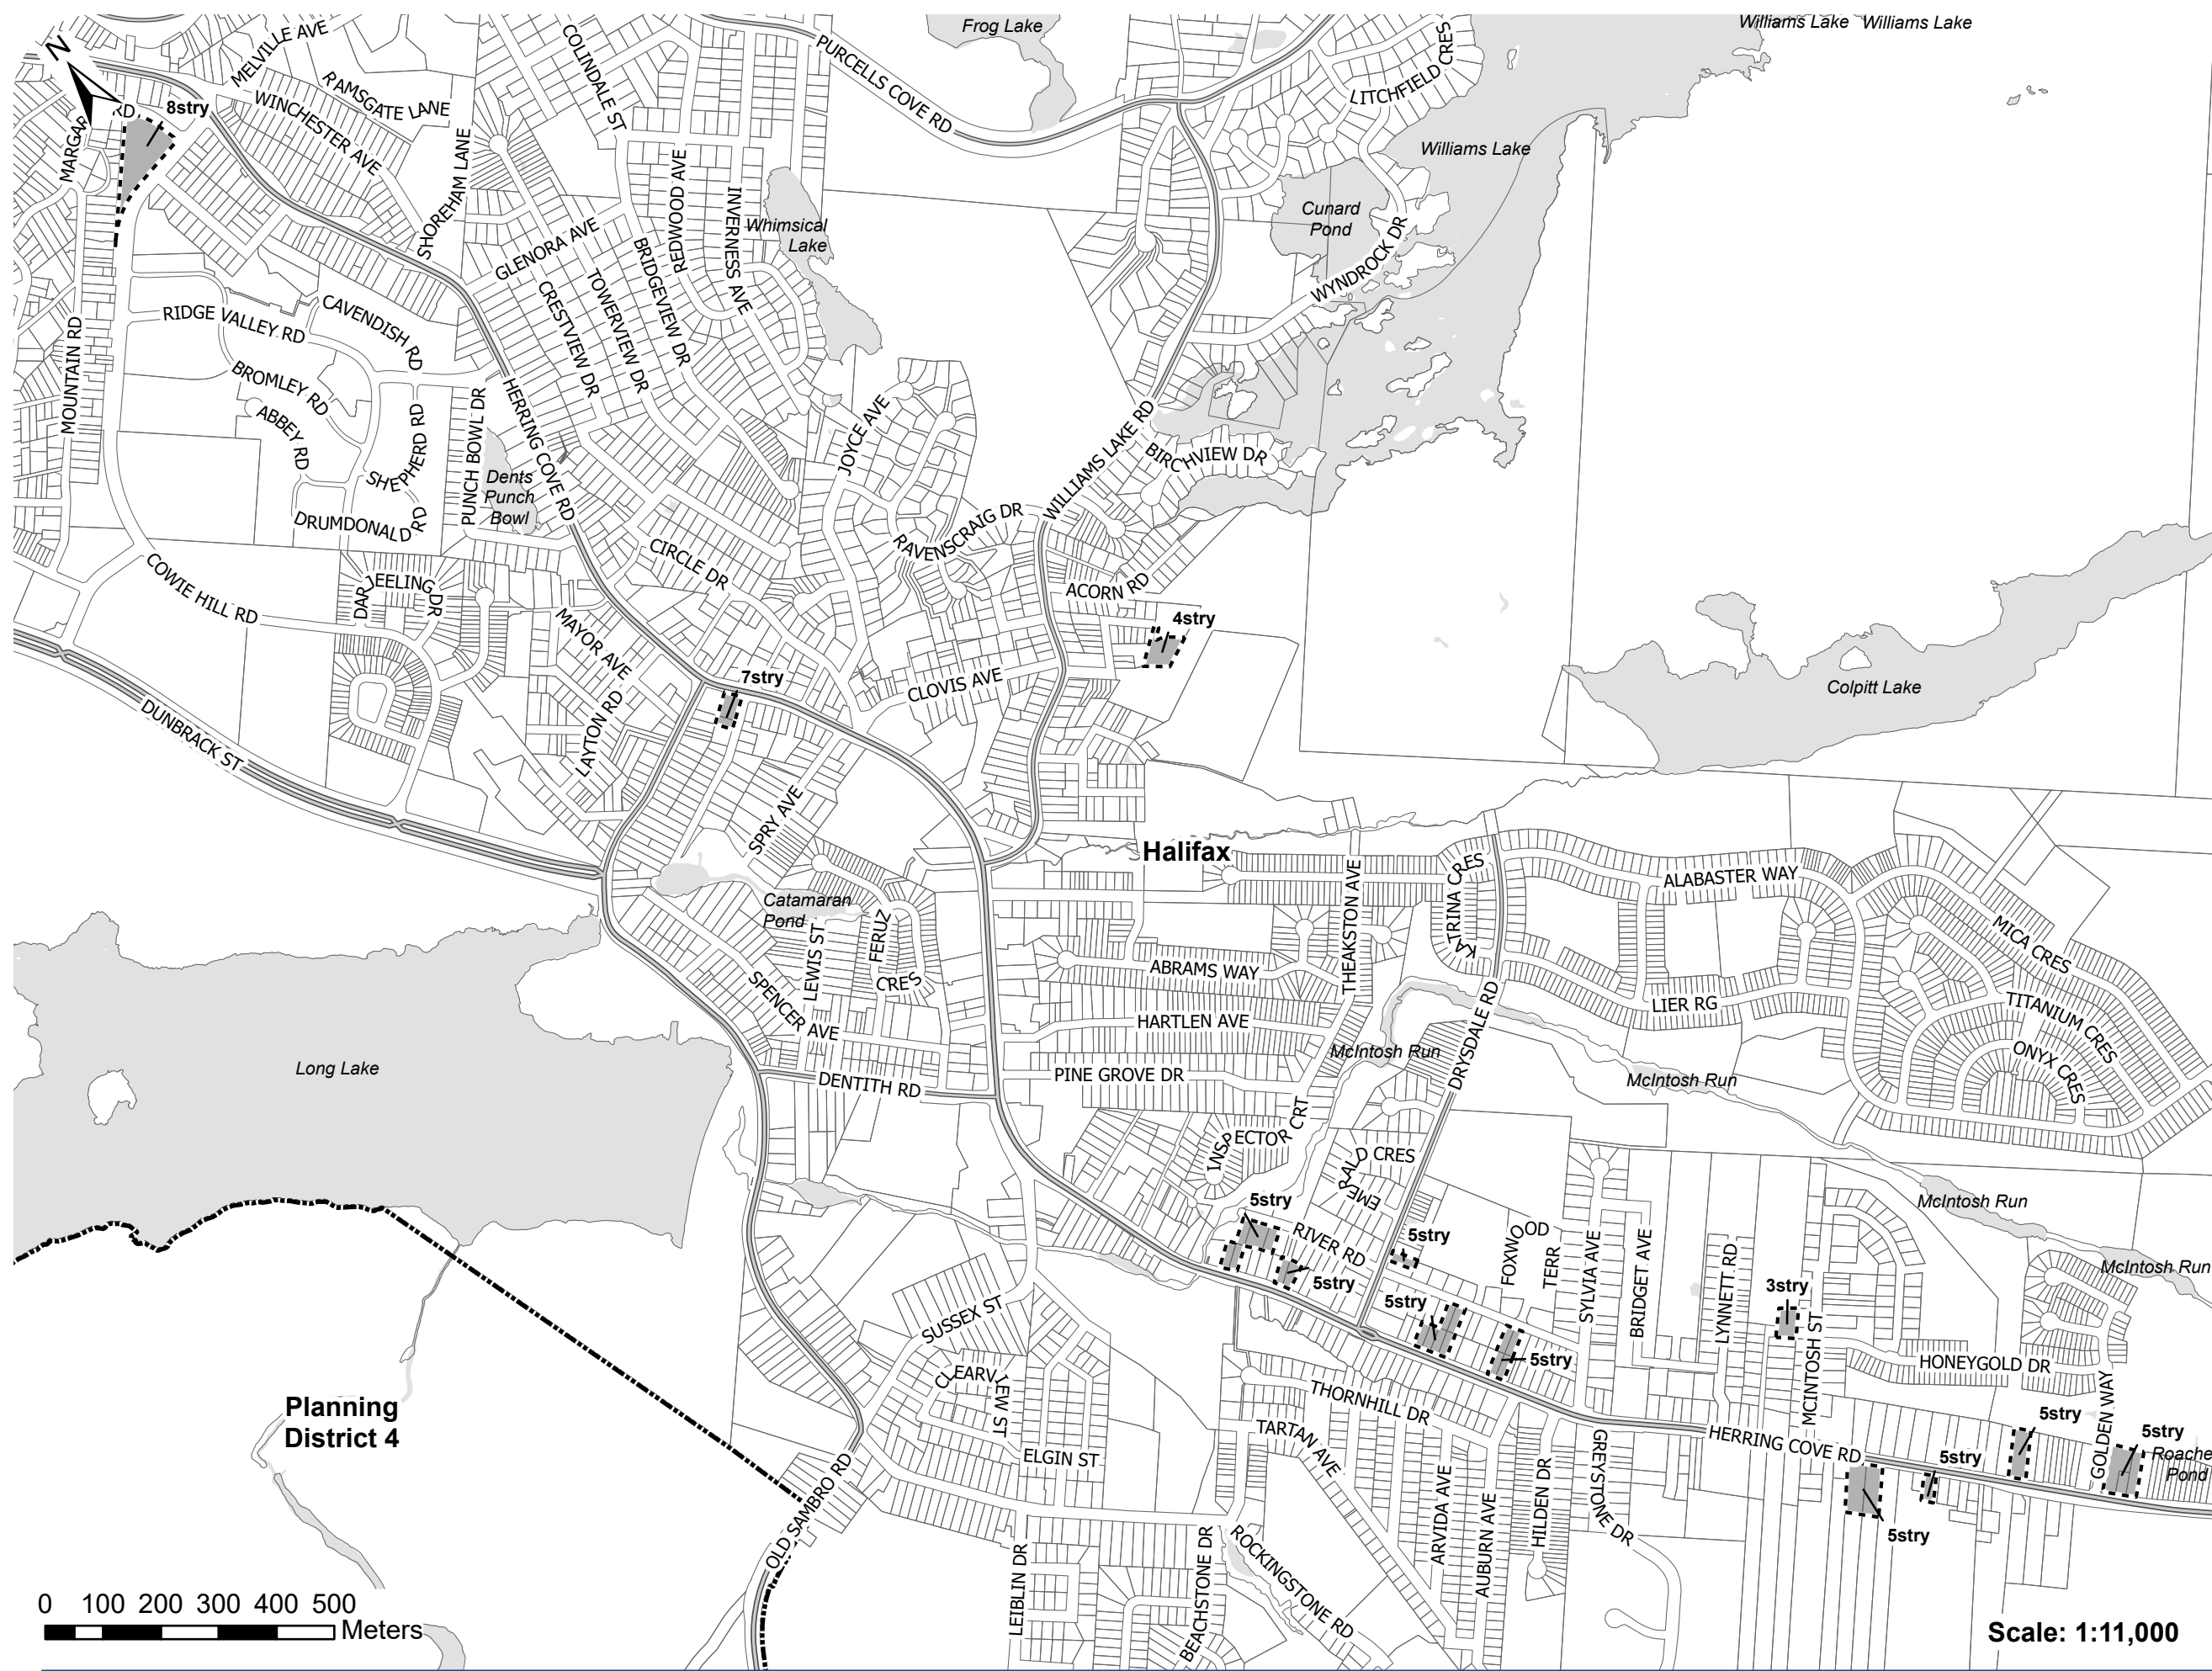 Frog Lake
Williams Lake
Williams Lake
N
MELVILLE AVE
COLINDALE ST
PURCELLS COVE RD
LITCHFIELD CRES
RAMSGATE LANE
WINCHESTER AVE
8stry
RD
MARGAR
SHOREHAM LANE
REDWOOD AVE
INVERNESS AVE
Williams Lake
Whimsical
Lake
Cunard
Pond
GLENORA AVE
BRIDGEVIEW DR
TOWERVIEW DR
CRESTVIEW DR
WYNDROCK DR
RIDGE VALLEY RD
CAVENDISH RD
MOUNTAIN RD
BROMLEY RD
ABBEY RD
SHEPHERD RD
PUNCH BOWL DR
HERRING COVE RD
JOYCE AVE
WILLIAMS LAKE RD
BIRCHVIEW DR
Dents
Punch
Bowl
DRUMDONALD RD
RAVENSCRAIG DR
CIRCLE DR
COWIE HILL RD
DARJEELING DR
ACORN RD
MAYOR AVE
4stry
7stry
CLOVIS AVE
Colpitt Lake
LAYTON RD
DUNBRACK ST
SPRY AVE
Halifax
THEAKSTON AVE
KATRINA CRES
ALABASTER WAY
Catamaran
Pond
LEWIS ST
FERUZ
CRES
MICA CRES
ABRAMS WAY
SPENCER AVE
LIER RG
TITANIUM CRES
HARTLEN AVE
DRYSDALE RD
McIntosh Run
ONYX CRES
Long Lake
DENTITH RD
PINE GROVE DR
McIntosh Run
INSPECTOR CRT
EMERALD CRES
McIntosh Run
5stry
RIVER RD
5stry
FOXWOOD
TERR
SYLVIA AVE
BRIDGET AVE
LYNNETT RD
McIntosh Run
5stry
3stry
5stry
SUSSEX ST
5stry
MCINTOSH ST
HONEYGOLD DR
CLEARVIEW ST
THORNHILL DR
Planning
District 4
TARTAN AVE
5stry
GOLDEN WAY
5stry
HERRING COVE RD
5stry
Roache
Pond
ELGIN ST
OLD SAMBRO RD
ARVIDA AVE
AUBURN AVE
HILDEN DR
GREYSTONE DR
5stry
LEIBLIN DR
BEACHSTONE DR
ROCKINGSTONE RD
0 100 200 300 400 500
Meters
Scale: 1:11,000